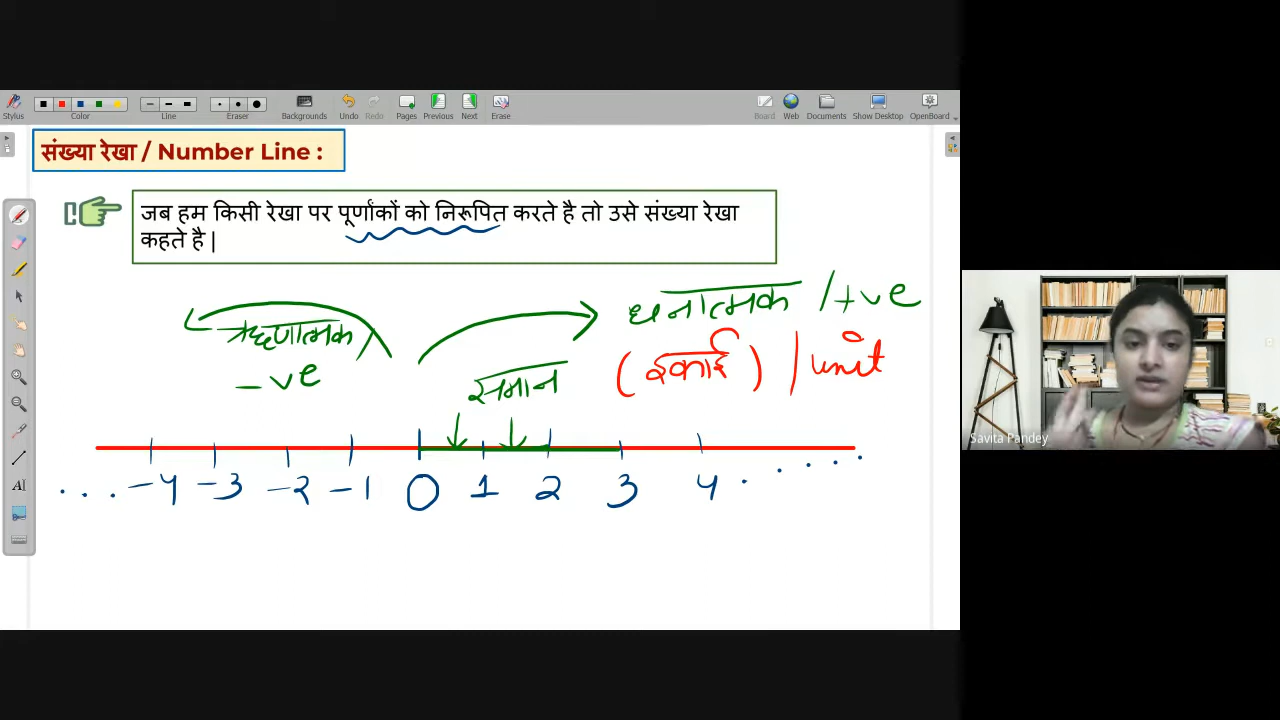 Stylus
Color
Line
Eraser
Backgrounds
Undo
Redo
Pages
Previous
Next
Erase
Board
Web
Documents
Show Desktop
OpenBoard
संख्या रेखा / Number Line :
जब हम किसी रेखा पर पूर्णांकों को निरूपित करते है तो उसे संख्या रेखा
कहते है |
ऋणात्मक /
-ve
धनात्मक /+ve
(इकाई) / unit
समान
... -4 -3 -2 -1 0 1 2 3 4 . . . . .
Savita Pandey